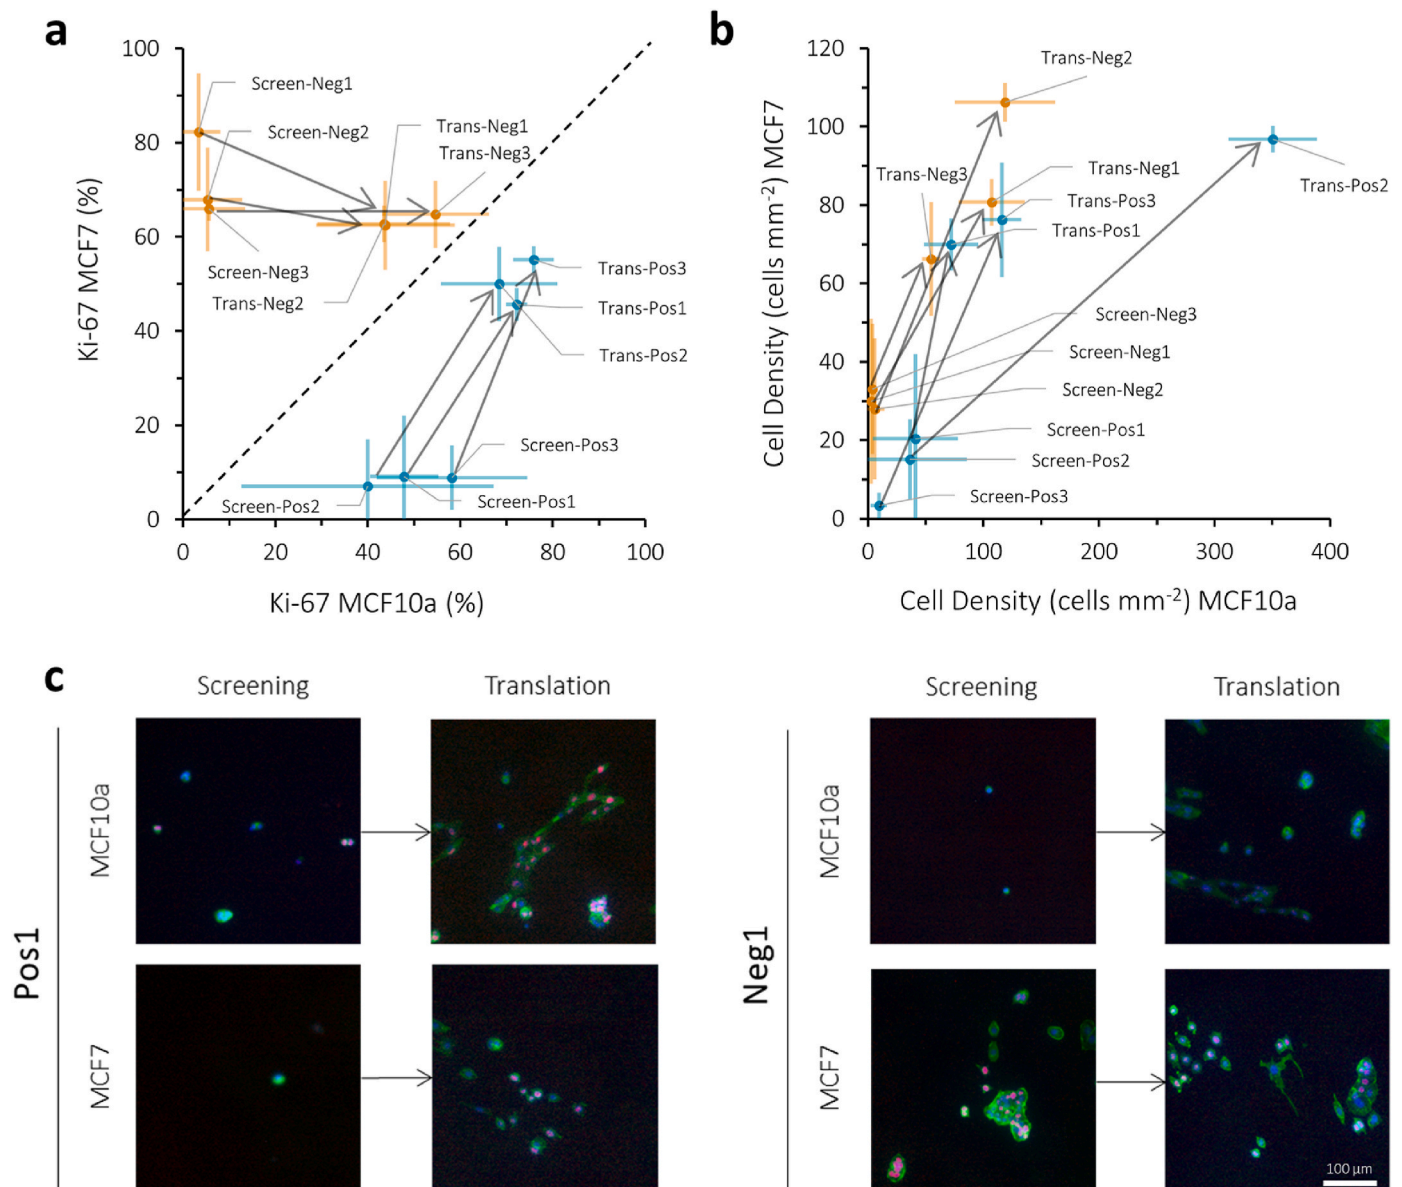 a
100
80
60
40
20
0
Ki-67 MCF7 (%)
Screen-Neg1
Screen-Neg2
Trans-Neg1
Trans-Neg3
Screen-Neg3
Trans-Neg2
Trans-Pos3
Trans-Pos1
Trans-Pos2
Screen-Pos3
Screen-Pos2
Screen-Pos1
0 20 40 60 80 100
Ki-67 MCF10a (%)
b
120
100
80
60
40
20
0
Cell Density (cells mm⁻²) MCF7
Trans-Neg2
Trans-Neg3
Trans-Neg1
Trans-Pos2
Trans-Pos3
Trans-Pos1
Screen-Neg3
Screen-Neg1
Screen-Neg2
Screen-Pos1
Screen-Pos2
Screen-Pos3
0 100 200 300 400
Cell Density (cells mm⁻²) MCF10a
c
Screening Translation
Pos1
MCF10a
MCF7
Screening Translation
Neg1
MCF10a
MCF7
100 µm